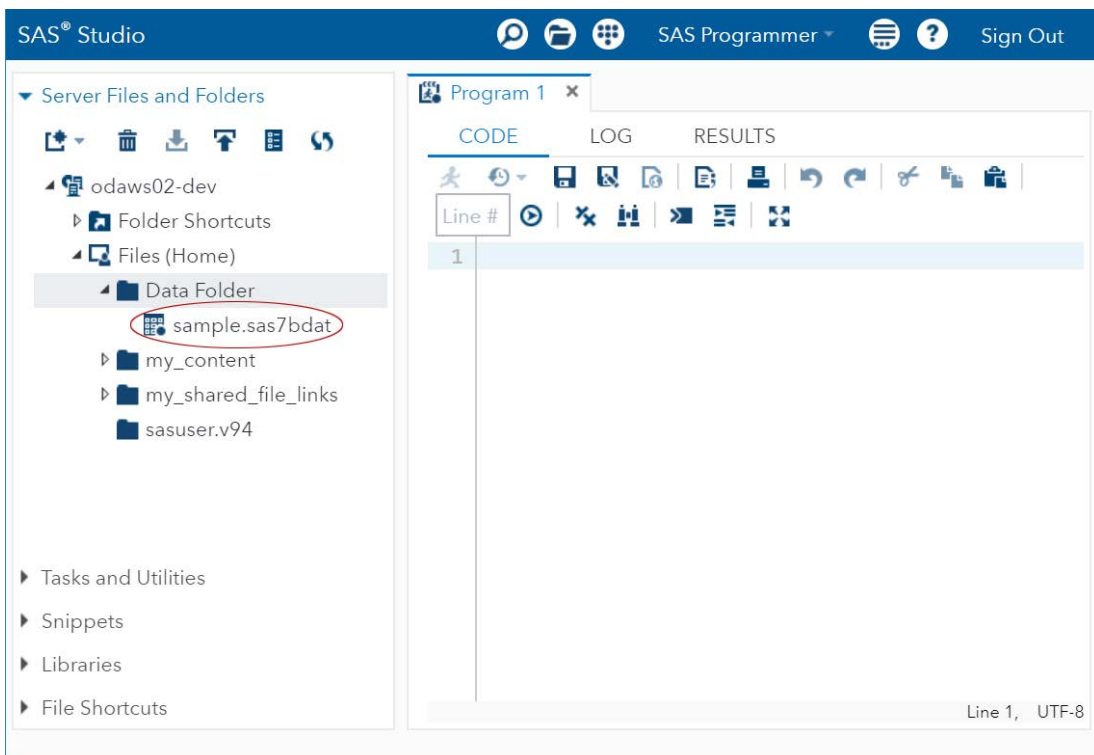 SAS® Studio
SAS Programmer
Sign Out
Server Files and Folders
odaws02-dev
Folder Shortcuts
Files (Home)
Data Folder
sample.sas7bdat
my_content
my_shared_file_links
sasuser.v94
Tasks and Utilities
Snippets
Libraries
File Shortcuts
Program 1
CODE LOG RESULTS
Line #
1
Line 1, UTF-8